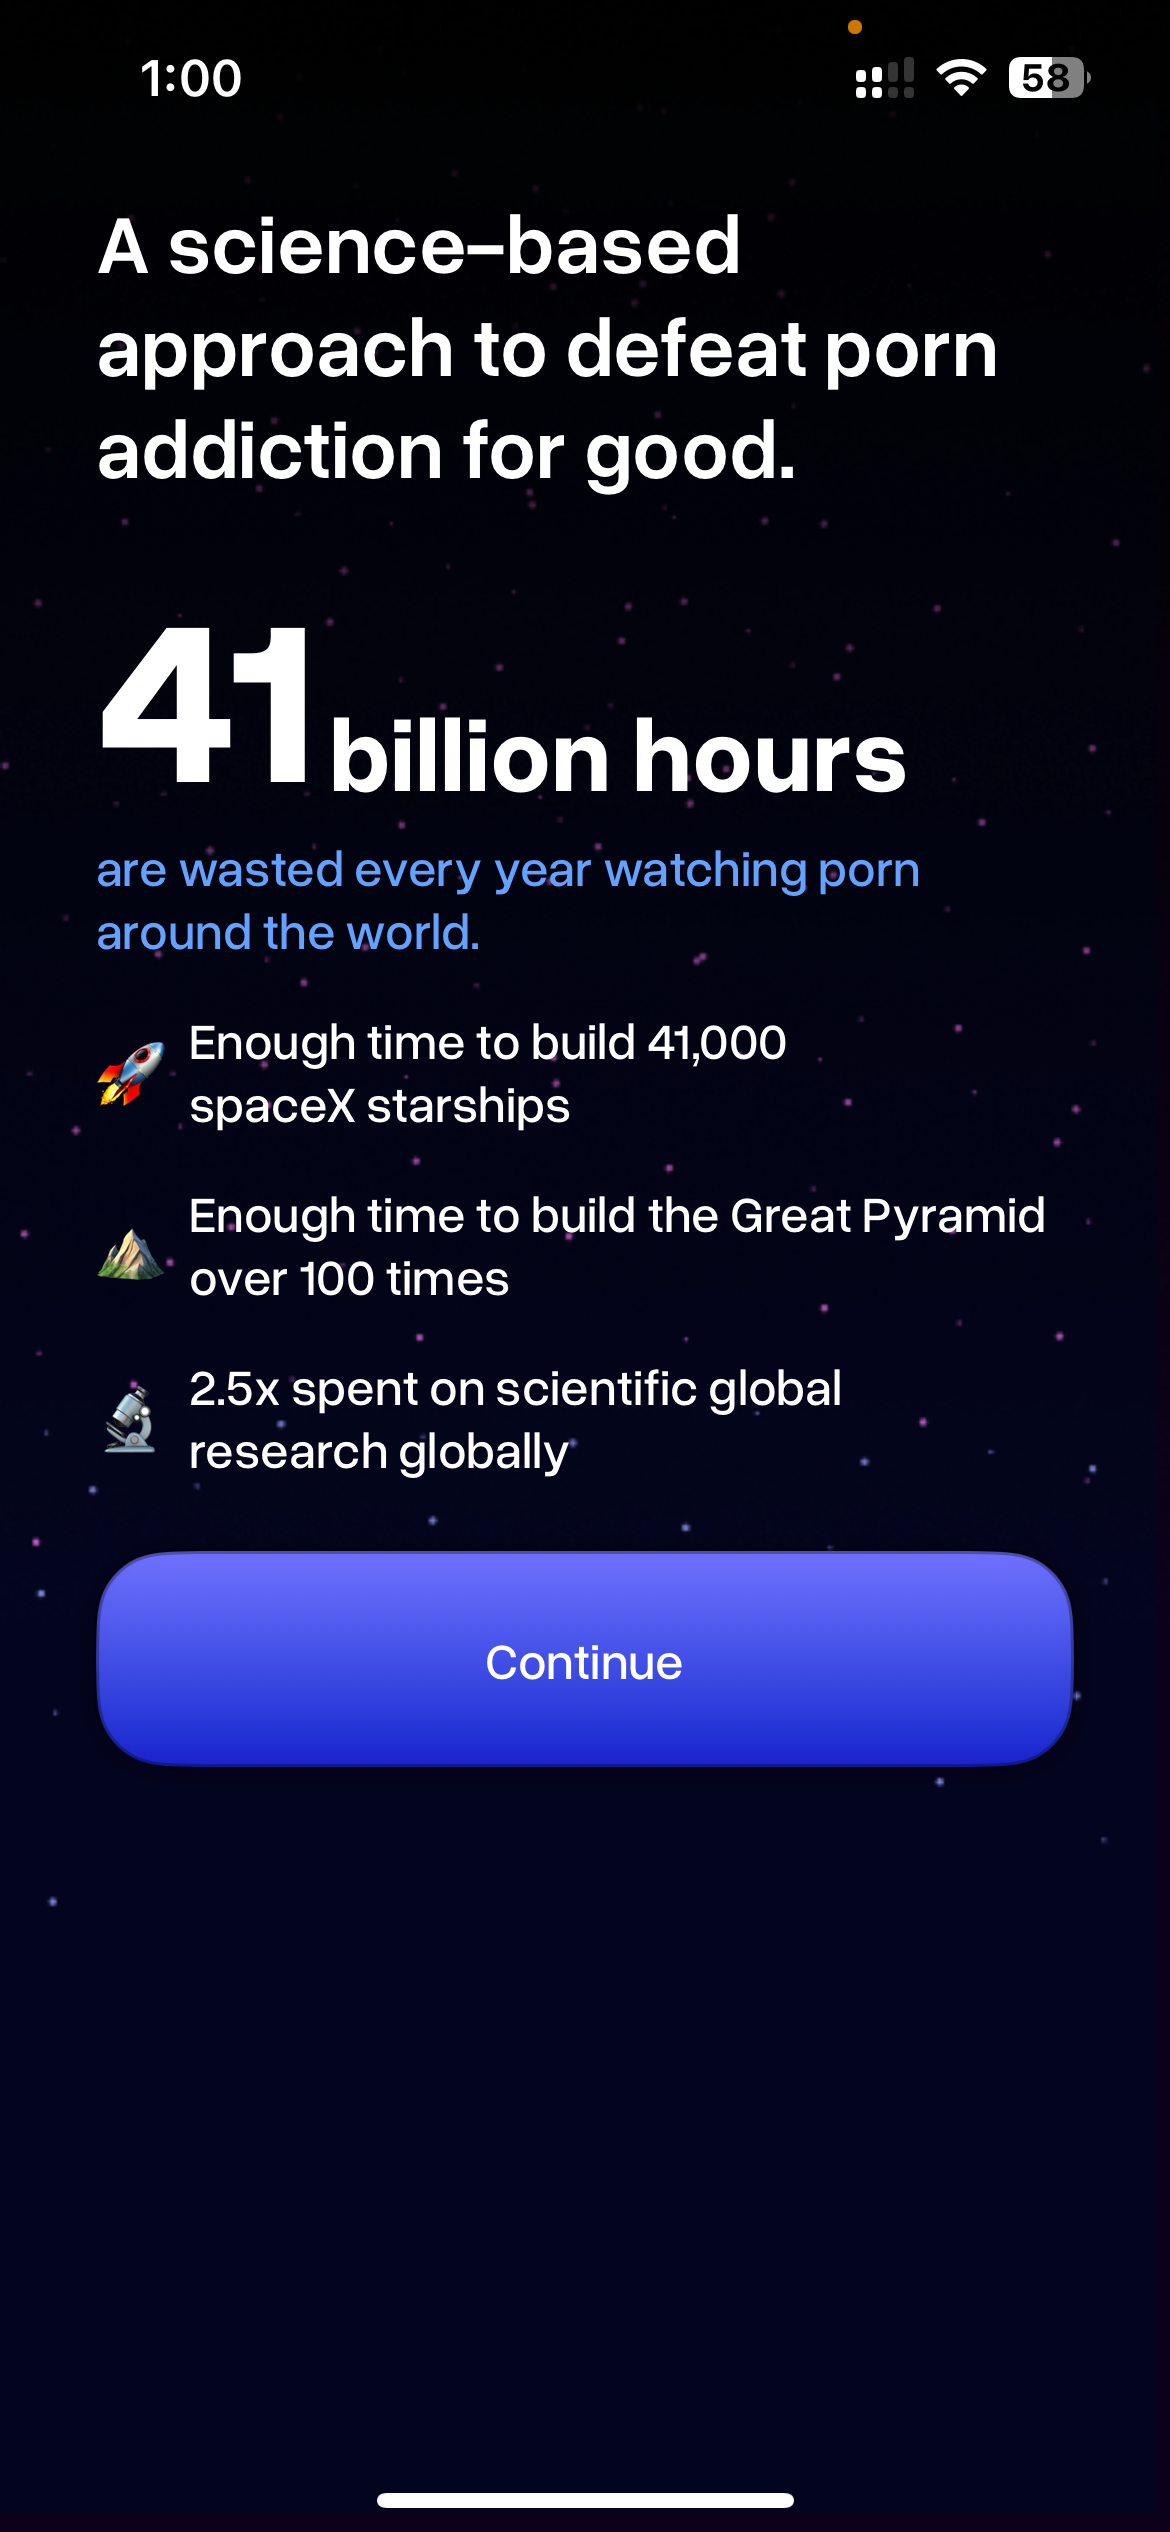 1:00
58
A science-based
approach to defeat porn
addiction for good.
41 billion hours
are wasted every year watching porn
around the world.
Enough time to build 41,000
spaceX starships
Enough time to build the Great Pyramid
over 100 times
2.5x spent on scientific global
research globally
Continue